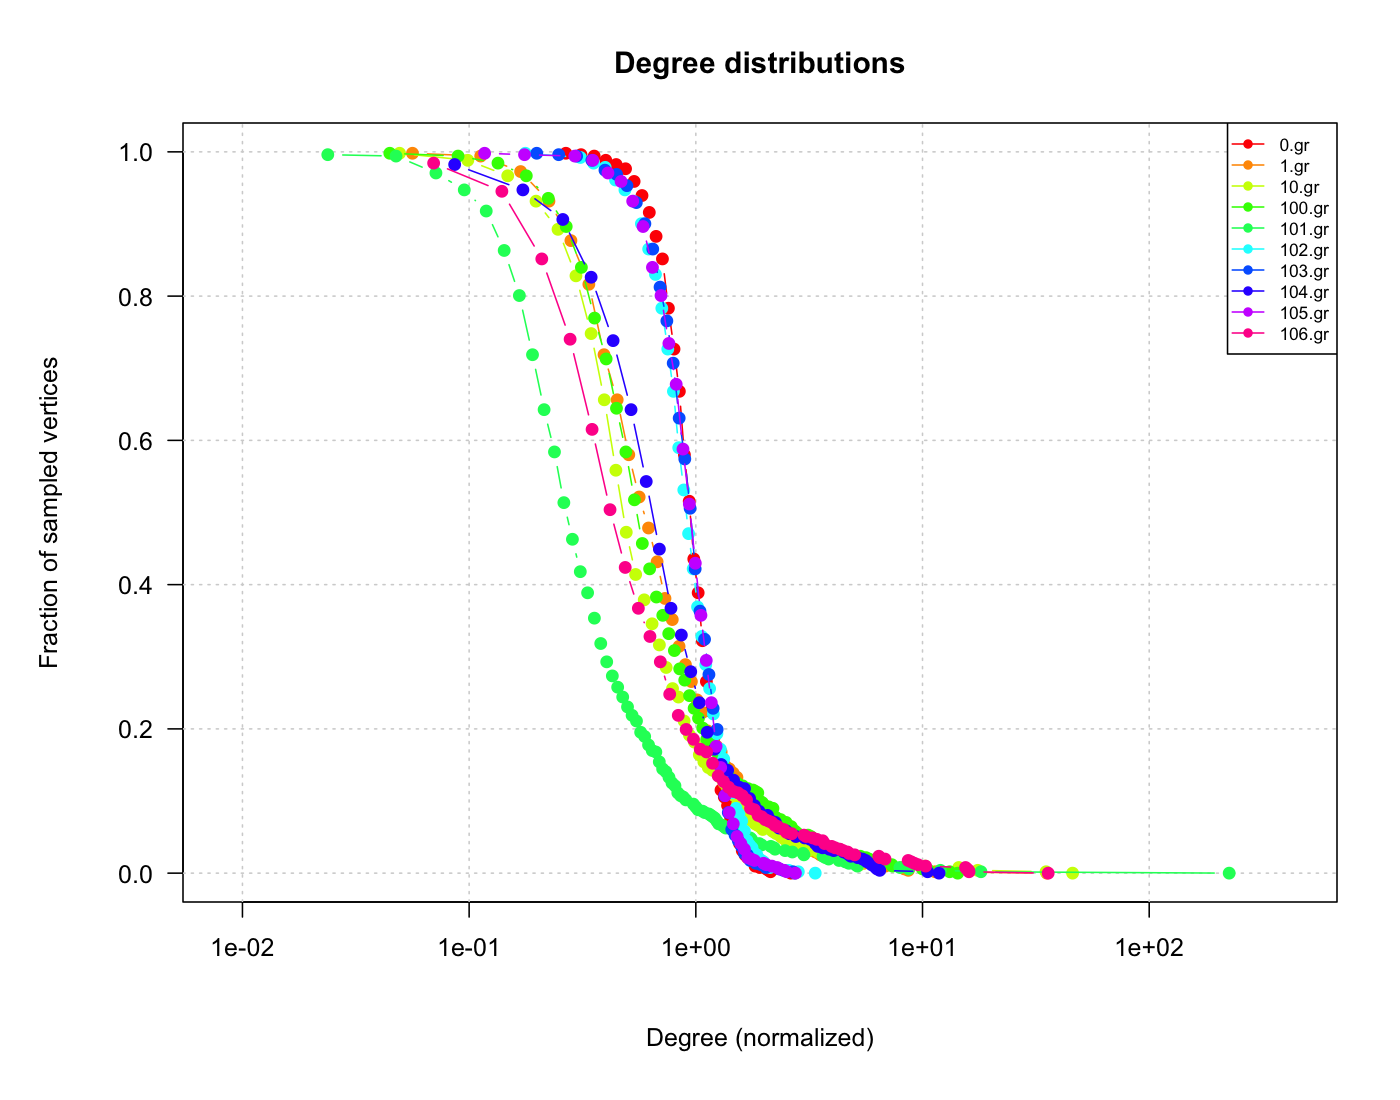 Degree distributions
1.0
0.8
0.6
0.4
0.2
0.0
Fraction of sampled vertices
1e-02 1e-01 1e+00 1e+01 1e+02
Degree (normalized)
0.gr
1.gr
10.gr
100.gr
101.gr
102.gr
103.gr
104.gr
105.gr
106.gr